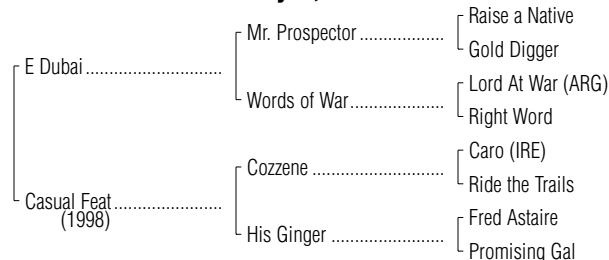 Raise a Native
Mr. Prospector ..................
Gold Digger
E Dubai .............................
Lord At War (ARG)
Words of War....................
Right Word
Caro (IRE)
Cozzene ...........................
Ride the Trails
Casual Feat.......................
(1998)
Fred Astaire
His Ginger .......................
Promising Gal